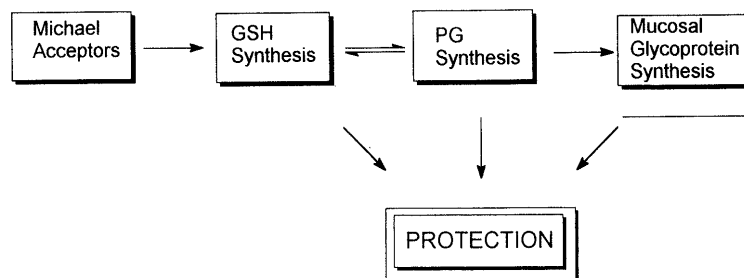 Michael
Acceptors
GSH
Synthesis
PG
Synthesis
Mucosal
Glycoprotein
Synthesis
PROTECTION